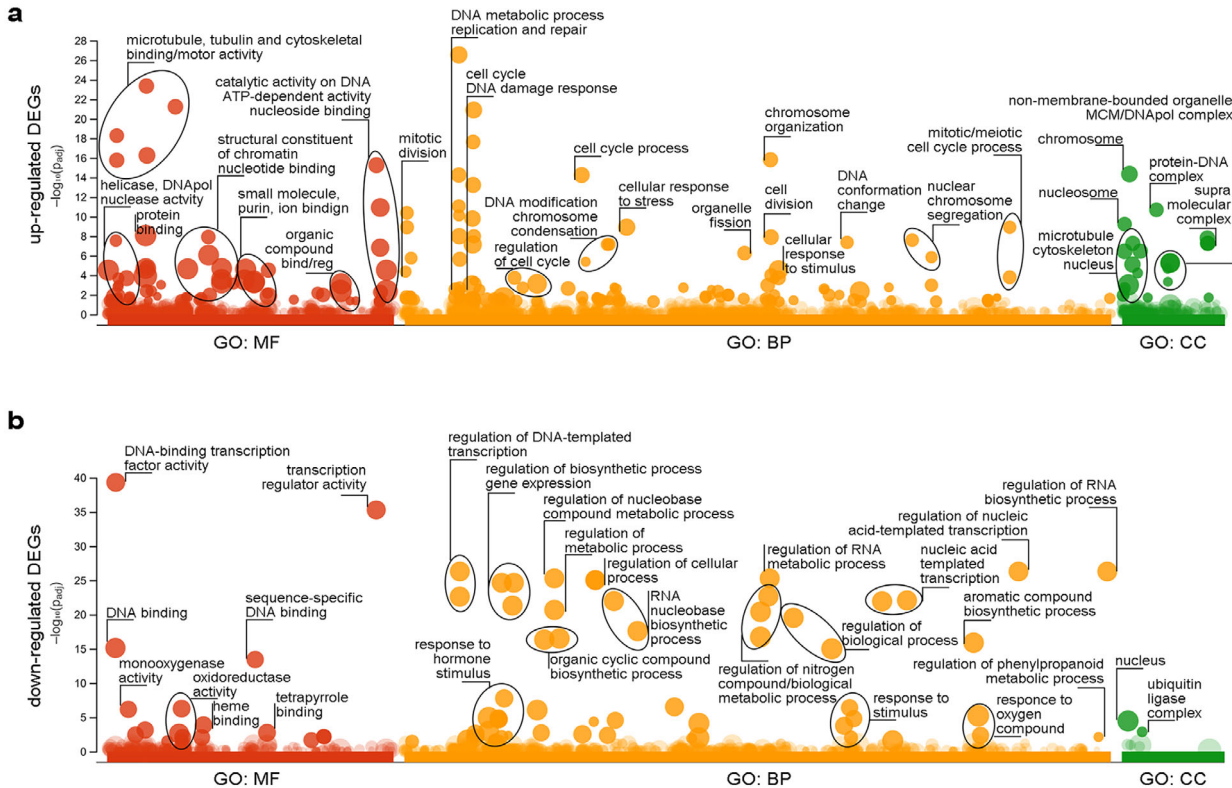 a
up-regulated DEGs
−log₁₀(padj)
28
26
24
22
20
18
16
14
12
10
8
6
4
2
0
microtubule, tubulin and cytoskeletal
binding/motor activity
catalytic activity on DNA
ATP-dependent activity
nucleoside binding
structural constituent
of chromatin
nucleotide binding
helicase, DNApol
nuclease activity
protein
binding
small molecule,
purin, ion bindign
organic
compound
bind/reg
mitotic
division
DNA metabolic process
replication and repair
cell cycle
DNA damage response
cell cycle process
cellular response
to stress
DNA modification
chromosome
condensation
regulation
of cell cycle
organelle
fission
chromosome
organization
cell
division
cellular
response
to stimulus
DNA
conformation
change
mitotic/meiotic
cell cycle process
nuclear
chromosome
segregation
non-membrane-bounded organelle
MCM/DNApol complex
chromosome
protein-DNA
complex
nucleosome
supra
molecular
complex
microtubule
cytoskeleton
nucleus
GO: MF
GO: BP
GO: CC
b
down-regulated DEGs
−log₁₀(padj)
40
35
30
25
20
15
10
5
0
DNA-binding transcription
factor activity
transcription
regulator activity
DNA binding
sequence-specific
DNA binding
monooxygenase
activity
oxidoreductase
activity
heme
binding
tetrapyrrole
binding
regulation of DNA-templated
transcription
regulation of biosynthetic process
gene expression
regulation of nucleobase
compound metabolic process
regulation of
metabolic process
regulation of cellular
process
RNA
nucleobase
biosynthetic
process
organic cyclic compound
biosynthetic process
response to
hormone
stimulus
regulation of RNA
metabolic process
regulation of nitrogen
compound/biological
metabolic process
regulation of
biological process
response to
stimulus
nucleic acid
templated
transcription
regulation of nucleic
acid-templated transcription
regulation of RNA
biosynthetic process
aromatic compound
biosynthetic process
regulation of phenylpropanoid
metabolic process
responce to
oxygen
compound
nucleus
ubiquitin
ligase
complex
GO: MF
GO: BP
GO: CC